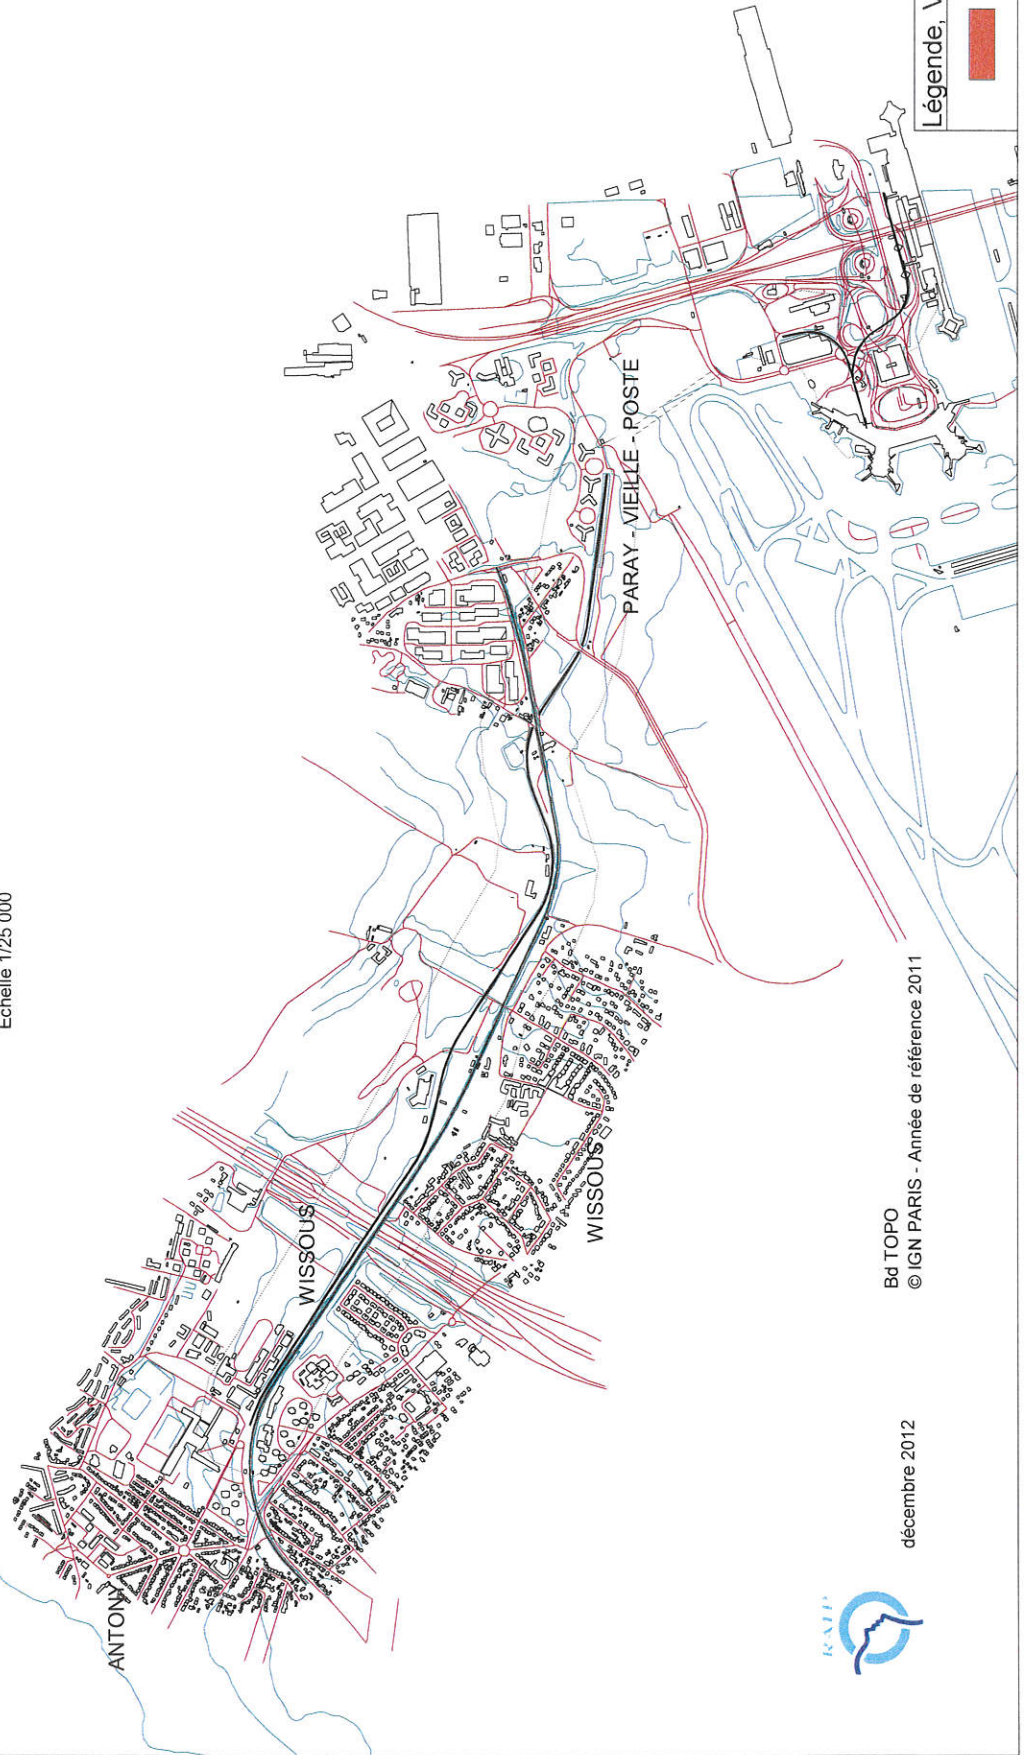 Echelle 1/25 000
Légende, V
PARAY - VIEILLE - POSTE
WISSOUS
WISSOUS
ANTONY
Bd TOPO
© IGN PARIS - Année de référence 2011
décembre 2012
RATP